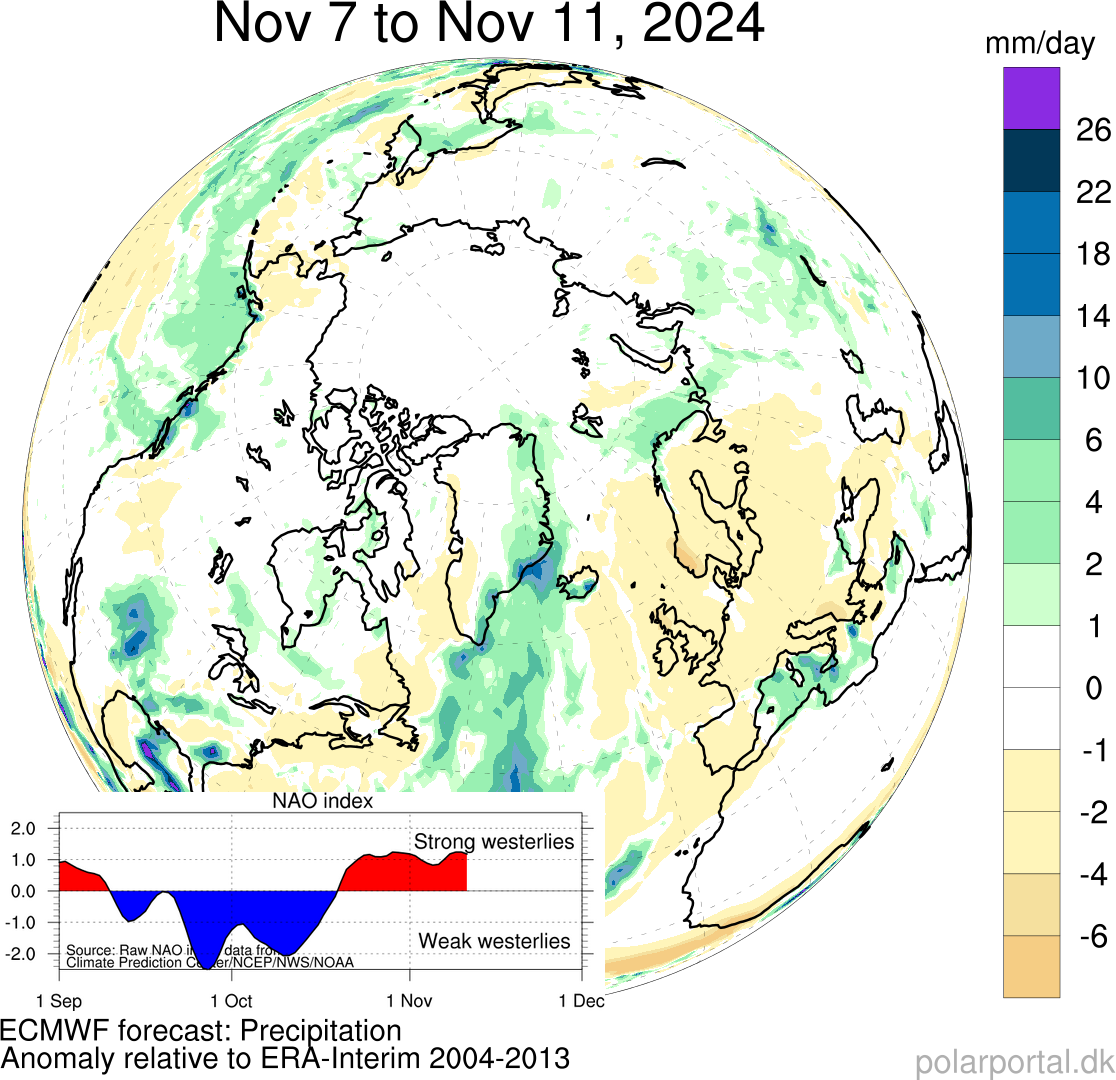 Nov 7 to Nov 11, 2024
mm/day
26
22
18
14
10
6
4
2
1
0
-1
-2
-4
-6
NAO index
2.0
1.0
0.0
-1.0
-2.0
Strong westerlies
Weak westerlies
Source: Raw NAO data
Climate Prediction Center/NCEP/NWS/NOAA
1 Sep
1 Oct
1 Nov
1 Dec
ECMWF forecast: Precipitation
Anomaly relative to ERA-Interim 2004-2013
polarportal.dk